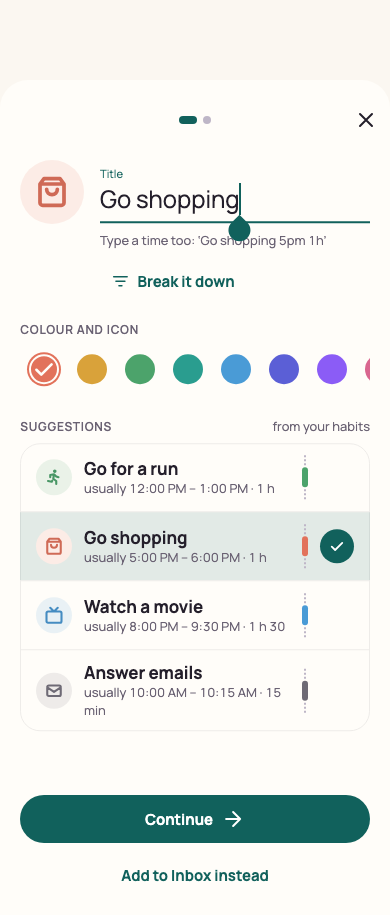 Title
Go shopping
Type a time too: 'Go shopping 5pm 1h'
Break it down
COLOUR AND ICON
SUGGESTIONS
from your habits
Go for a run
usually 12:00 PM – 1:00 PM · 1 h
Go shopping
usually 5:00 PM – 6:00 PM · 1 h
Watch a movie
usually 8:00 PM – 9:30 PM · 1 h 30
Answer emails
usually 10:00 AM – 10:15 AM · 15
min
Continue
Add to Inbox instead